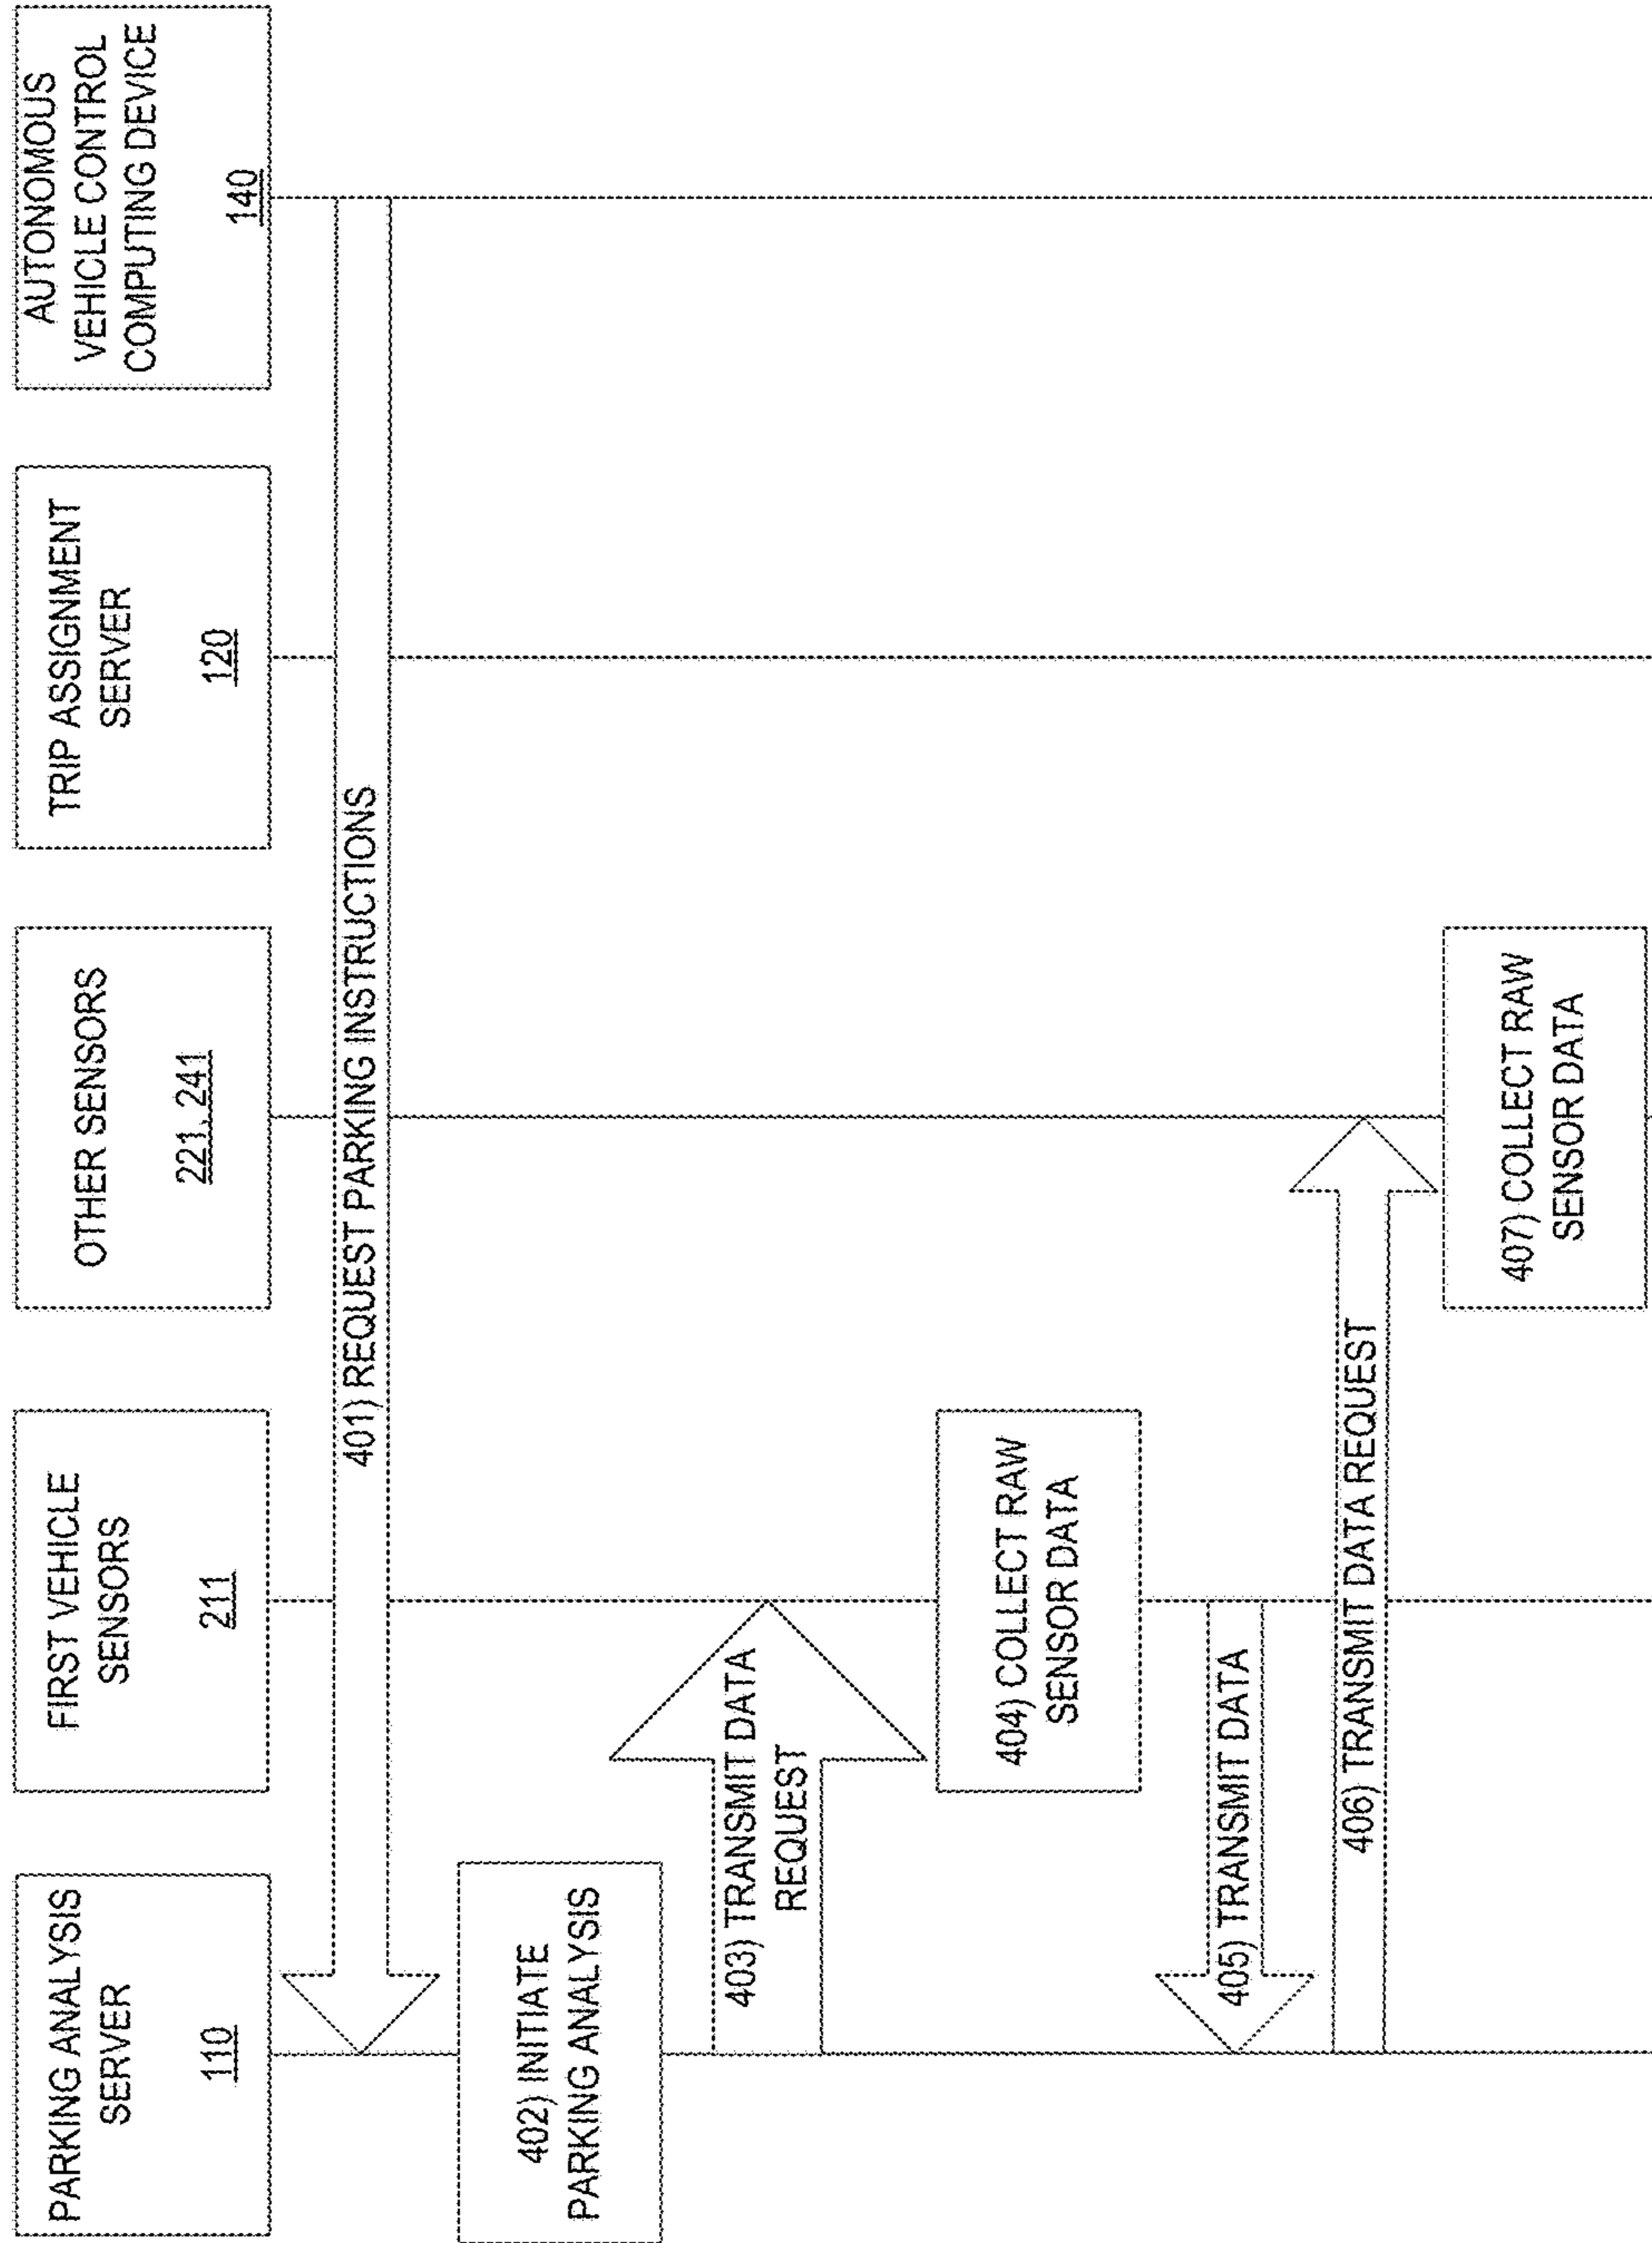 PARKING ANALYSIS
SERVER
110
FIRST VEHICLE
SENSORS
211
OTHER SENSORS
221, 241
TRIP ASSIGNMENT
SERVER
120
AUTONOMOUS
VEHICLE CONTROL
COMPUTING DEVICE
140
401) REQUEST PARKING INSTRUCTIONS
402) INITIATE
PARKING ANALYSIS
403) TRANSMIT DATA
REQUEST
404) COLLECT RAW
SENSOR DATA
405) TRANSMIT DATA
406) TRANSMIT DATA REQUEST
407) COLLECT RAW
SENSOR DATA